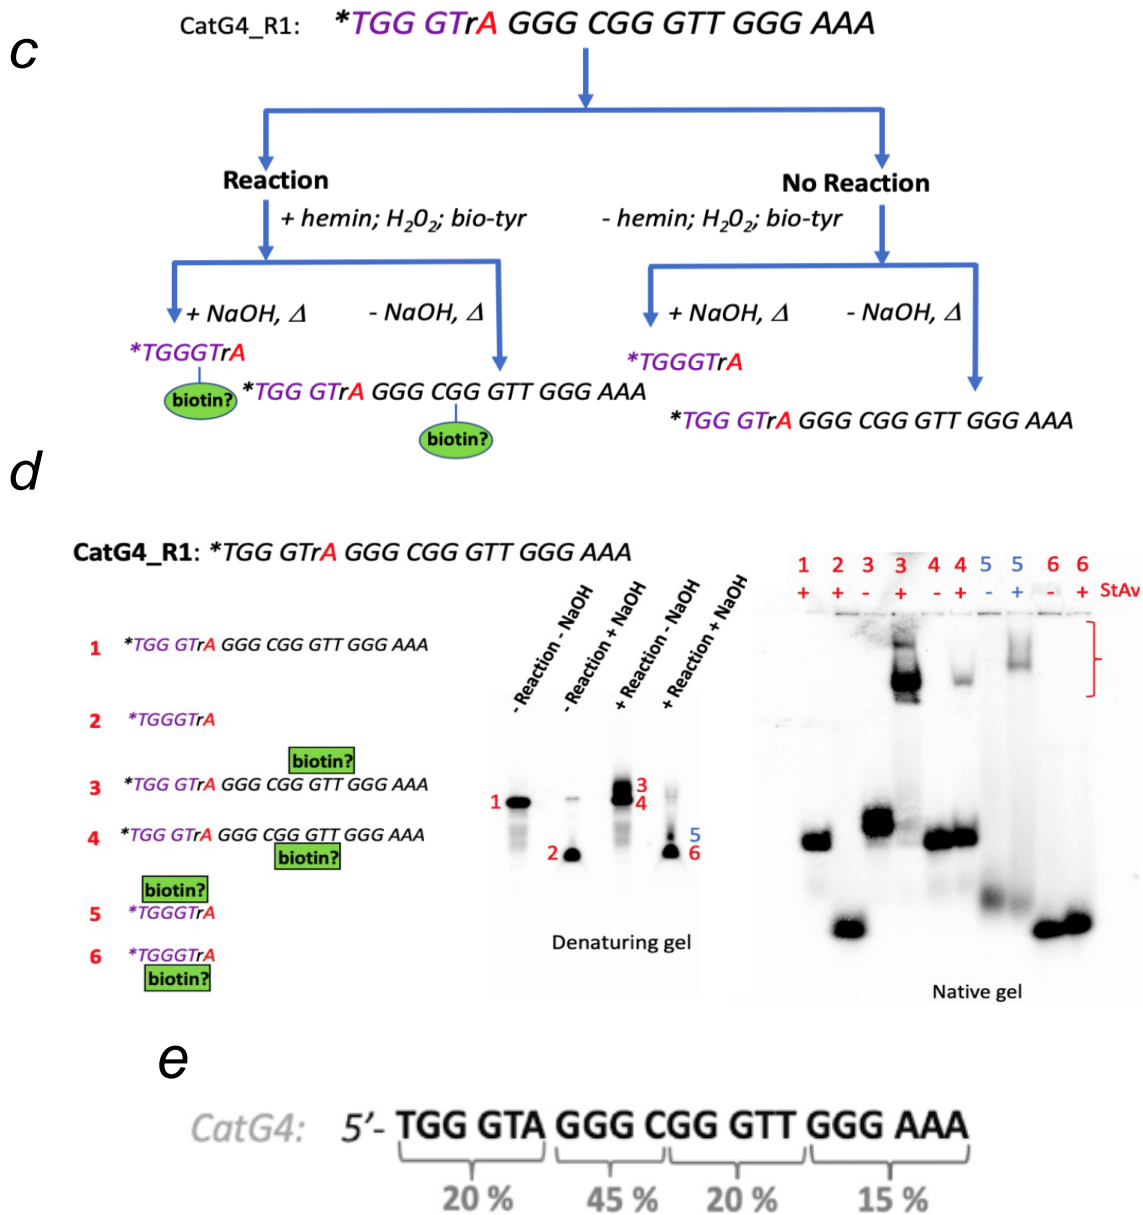 c
CatG4_R1: *TGG GTrA GGG CGG GTT GGG AAA
Reaction
No Reaction
+ hemin; H₂0₂; bio-tyr
- hemin; H₂0₂; bio-tyr
+ NaOH, Δ
- NaOH, Δ
+ NaOH, Δ
- NaOH, Δ
*TGGGTrA
*TGGGTrA
biotin?
*TGG GTrA GGG CGG GTT GGG AAA
*TGG GTrA GGG CGG GTT GGG AAA
biotin?
d
CatG4_R1: *TGG GTrA GGG CGG GTT GGG AAA
1 *TGG GTrA GGG CGG GTT GGG AAA
2 *TGGGTrA
biotin?
3 *TGG GTrA GGG CGG GTT GGG AAA
4 *TGG GTrA GGG CGG GTT GGG AAA
biotin?
biotin?
5 *TGGGTrA
6 *TGGGTrA
biotin?
- Reaction - NaOH
- Reaction + NaOH
+ Reaction - NaOH
+ Reaction + NaOH
1
2
3
4
5
6
Denaturing gel
1 2 3 3 4 4 5 5 6 6
+ + - + - + - + - + StAv
Native gel
e
CatG4: 5'- TGG GTA GGG CGG GTT GGG AAA
20 % 45 % 20 % 15 %